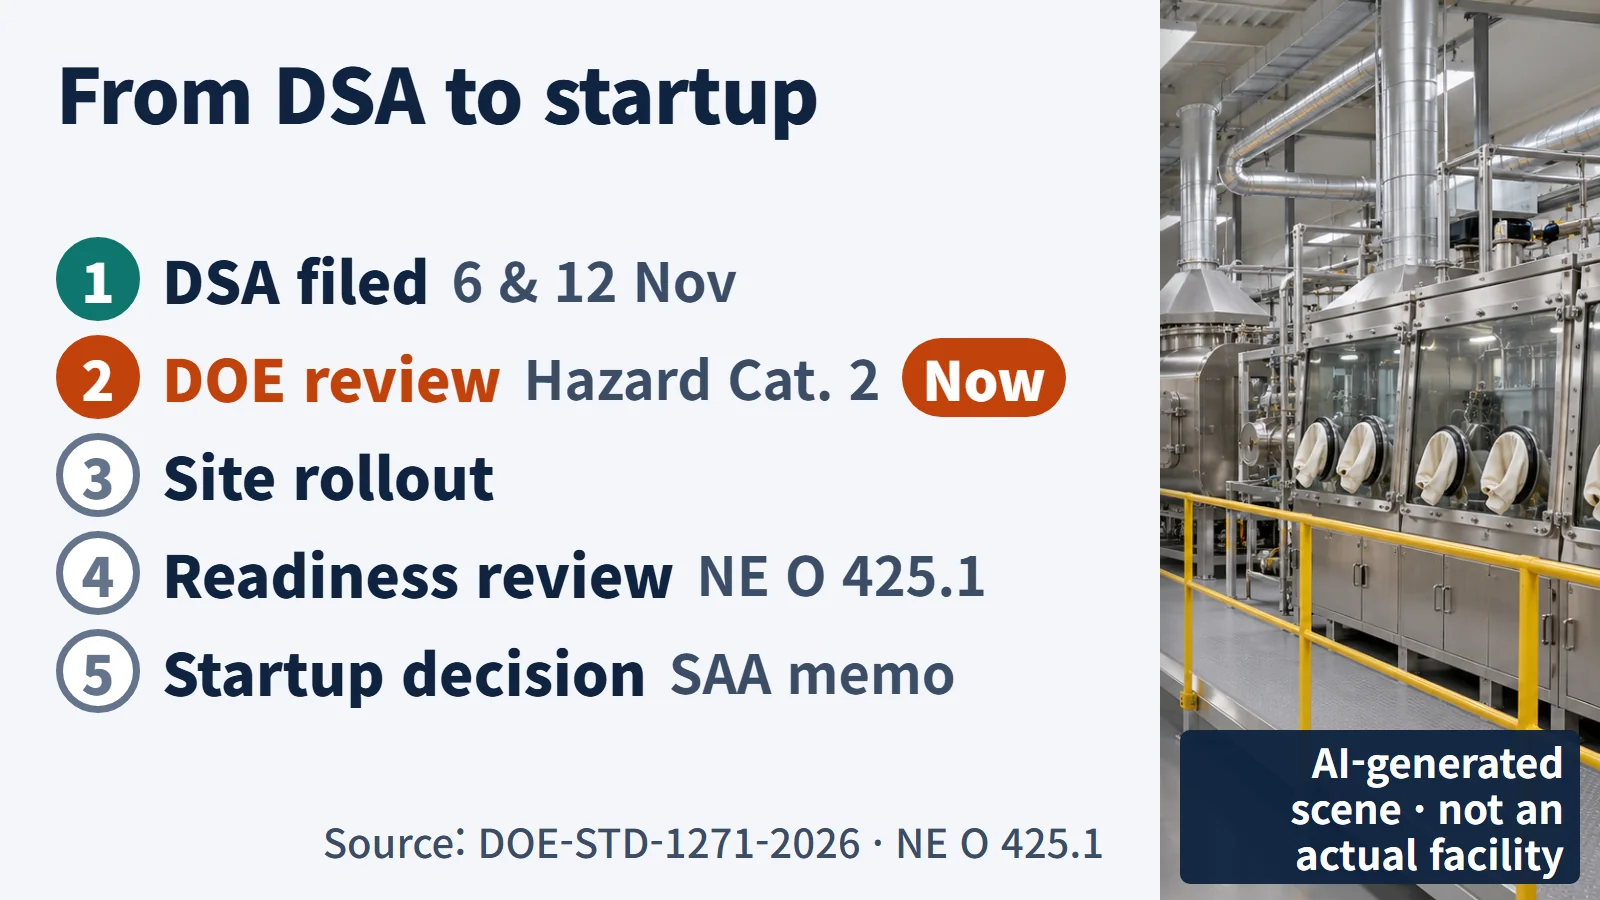 From DSA to startup
1 DSA filed 6 & 12 Nov
2 DOE review Hazard Cat. 2 Now
3 Site rollout
4 Readiness review NE O 425.1
5 Startup decision SAA memo
Source: DOE-STD-1271-2026 · NE O 425.1
AI-generated
scene · not an
actual facility